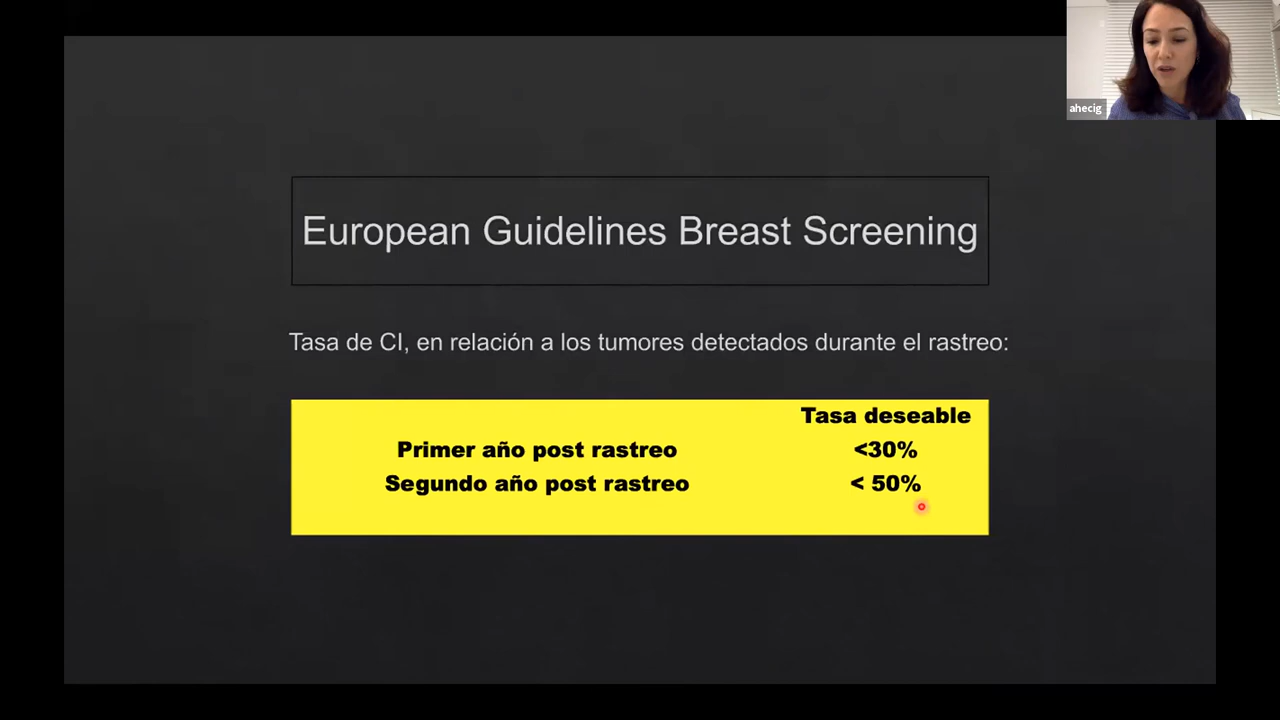 ahecig
European Guidelines Breast Screening
Tasa de CI, en relación a los tumores detectados durante el rastreo:
Tasa deseable
Primer año post rastreo <30%
Segundo año post rastreo < 50%